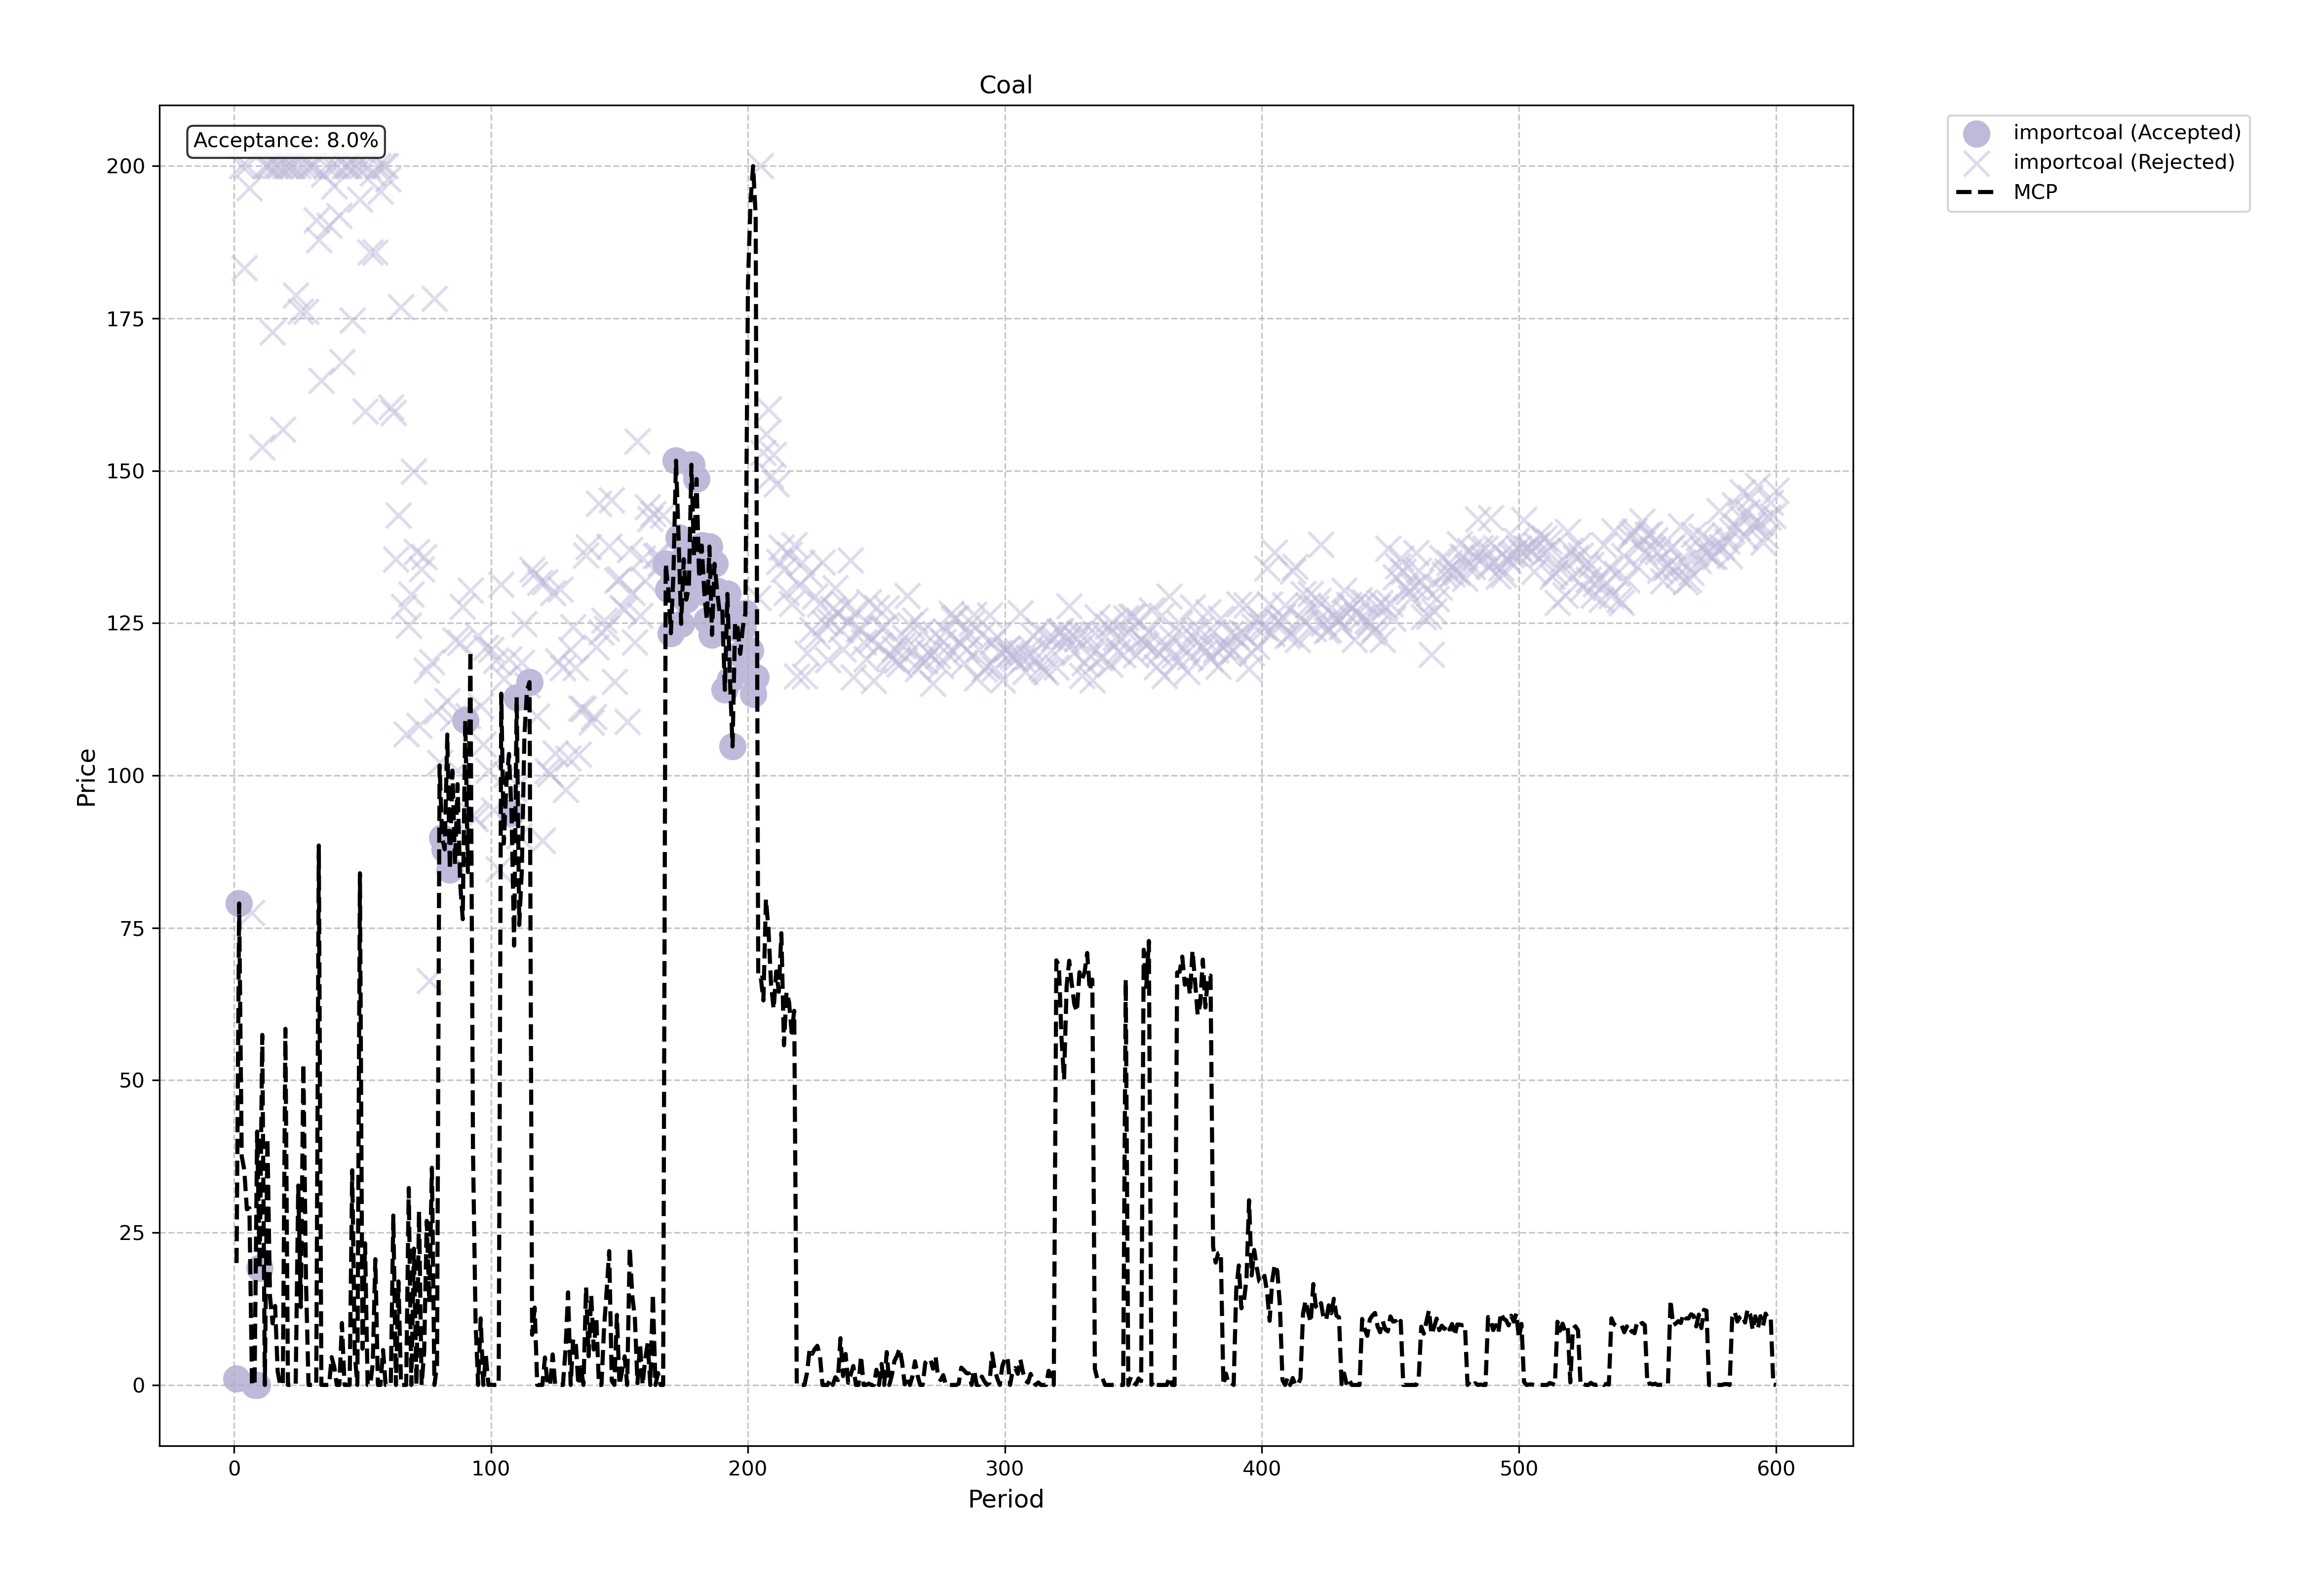 Coal
Acceptance: 8.0%
importcoal (Accepted)
importcoal (Rejected)
MCP
200
175
150
125
100
75
50
25
0
Price
0 100 200 300 400 500 600
Period